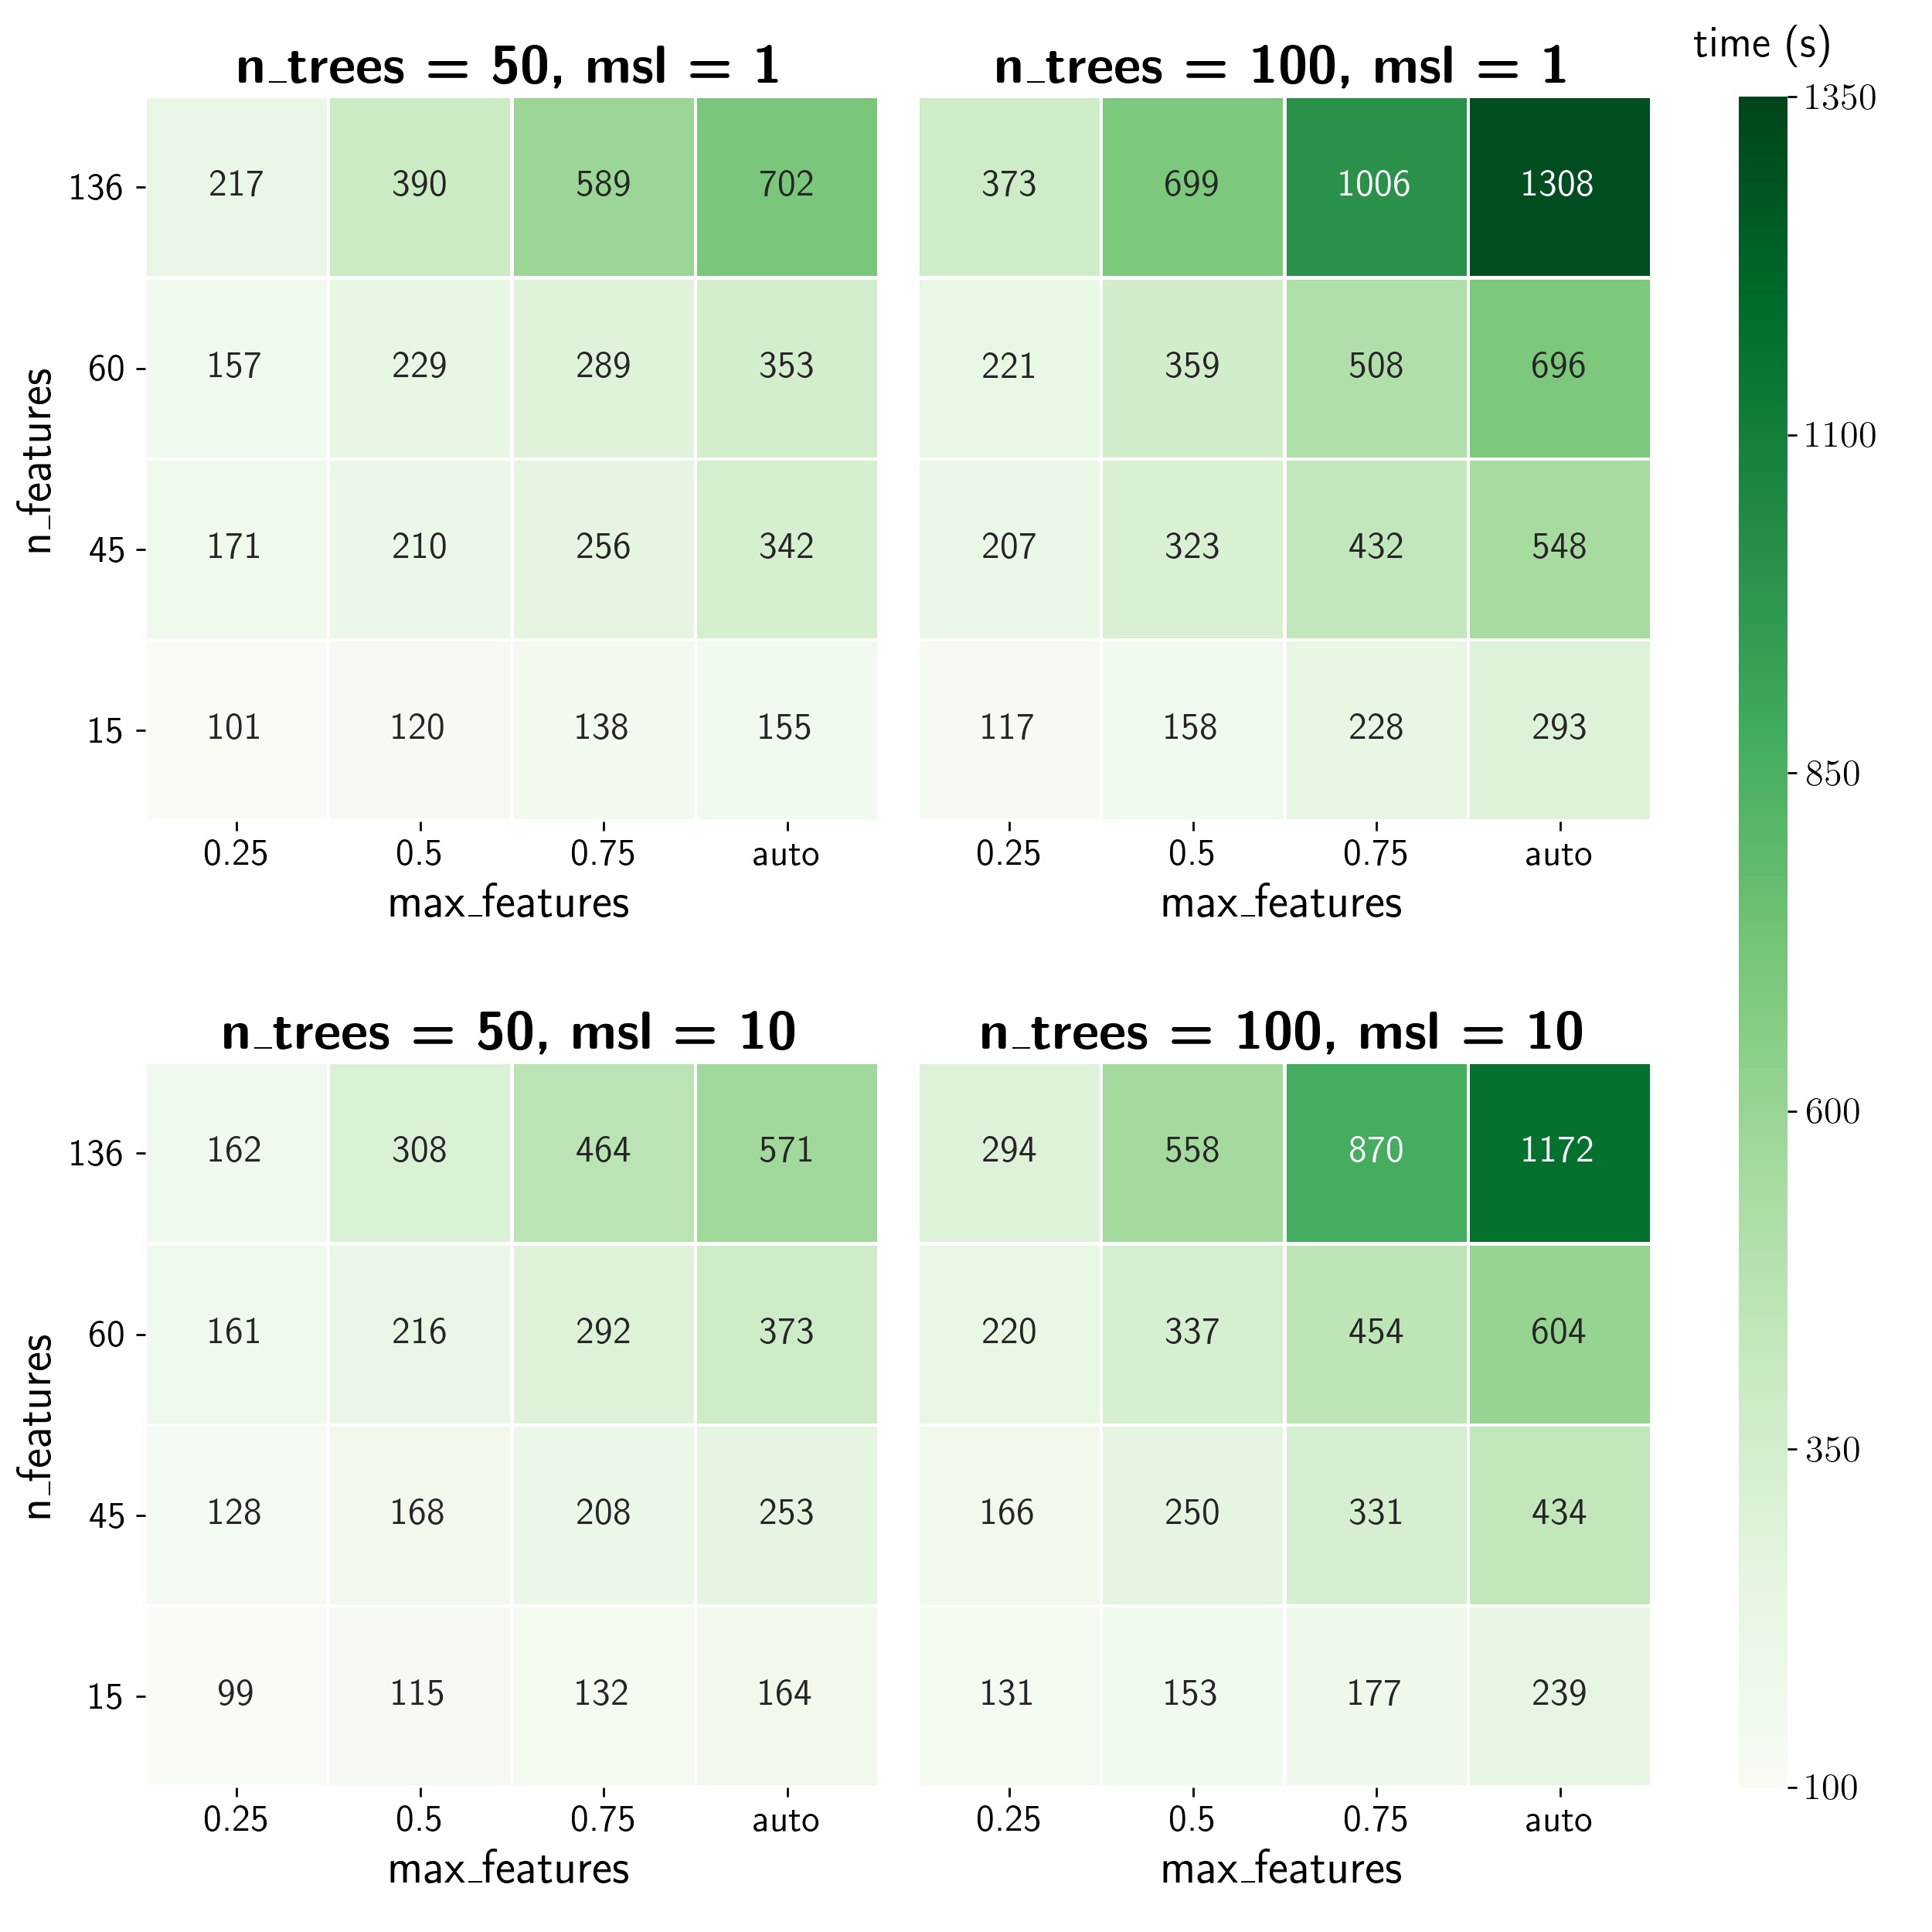 time (s)
n_trees = 50, msl = 1
n_trees = 100, msl = 1
1350
1100
850
600
350
100
n_features
136 217 390 589 702
60 157 229 289 353
45 171 210 256 342
15 101 120 138 155
0.25 0.5 0.75 auto
max_features
373 699 1006 1308
221 359 508 696
207 323 432 548
117 158 228 293
0.25 0.5 0.75 auto
max_features
n_trees = 50, msl = 10
n_features
136 162 308 464 571
60 161 216 292 373
45 128 168 208 253
15 99 115 132 164
0.25 0.5 0.75 auto
max_features
n_trees = 100, msl = 10
294 558 870 1172
220 337 454 604
166 250 331 434
131 153 177 239
0.25 0.5 0.75 auto
max_features